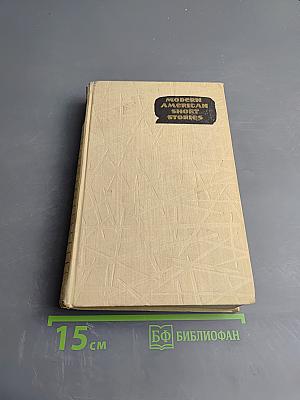 MODERN
AMERICAN
SHORT
STORIES
15 см
БФ БИБЛИОФАН